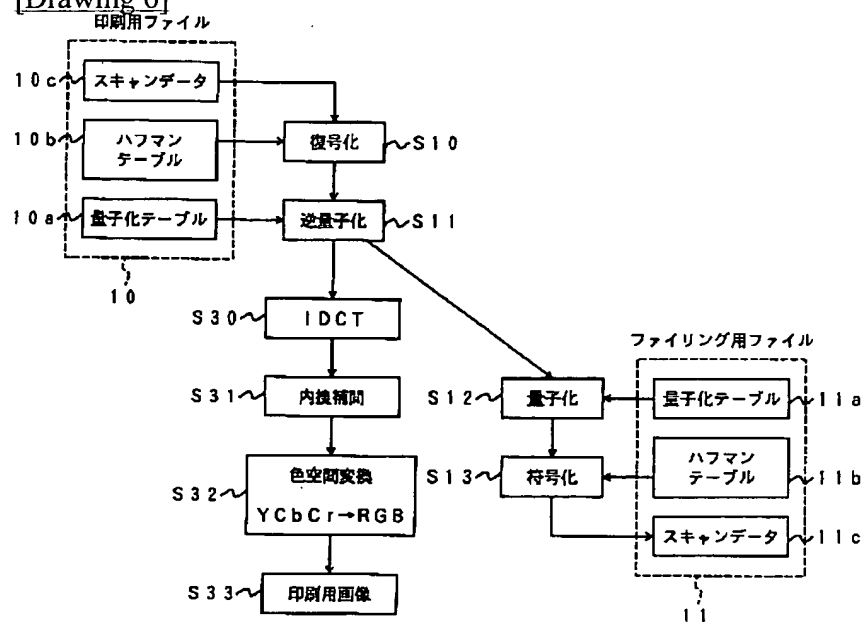 [Drawing 6]
印刷用ファイル
10c
スキャンデータ
10b
ハフマン
テーブル
復号化
S10
10a
量子化テーブル
逆量子化
S11
10
S30
IDCT
ファイリング用ファイル
S31
内挿補間
S12
量子化
量子化テーブル
11a
S32
色空間変換
YCbCr→RGB
S13
符号化
ハフマン
テーブル
11b
スキャンデータ
11c
S33
印刷用画像
11